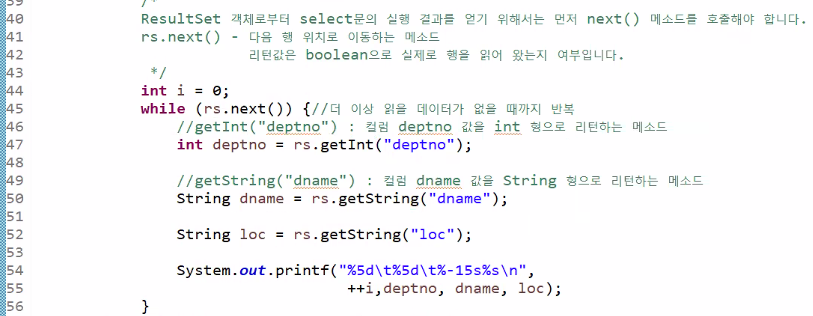 39 /*
40 ResultSet 객체로부터 select문의 실행 결과를 얻기 위해서는 먼저 next() 메소드를 호출해야 합니다.
41 rs.next() - 다음 행 위치로 이동하는 메소드
42 리턴값은 boolean으로 실제로 행을 읽어 왔는지 여부입니다.
43 */
44 int i = 0;
45 while (rs.next()) {//더 이상 읽을 데이터가 없을 때까지 반복
46 //getInt("deptno") : 컬럼 deptno 값을 int 형으로 리턴하는 메소드
47 int deptno = rs.getInt("deptno");
48
49 //getString("dname") : 컬럼 dname 값을 String 형으로 리턴하는 메소드
50 String dname = rs.getString("dname");
51
52 String loc = rs.getString("loc");
53
54 System.out.printf("%5d\t%5d\t%-15s%s\n",
55 ++i,deptno, dname, loc);
56 }